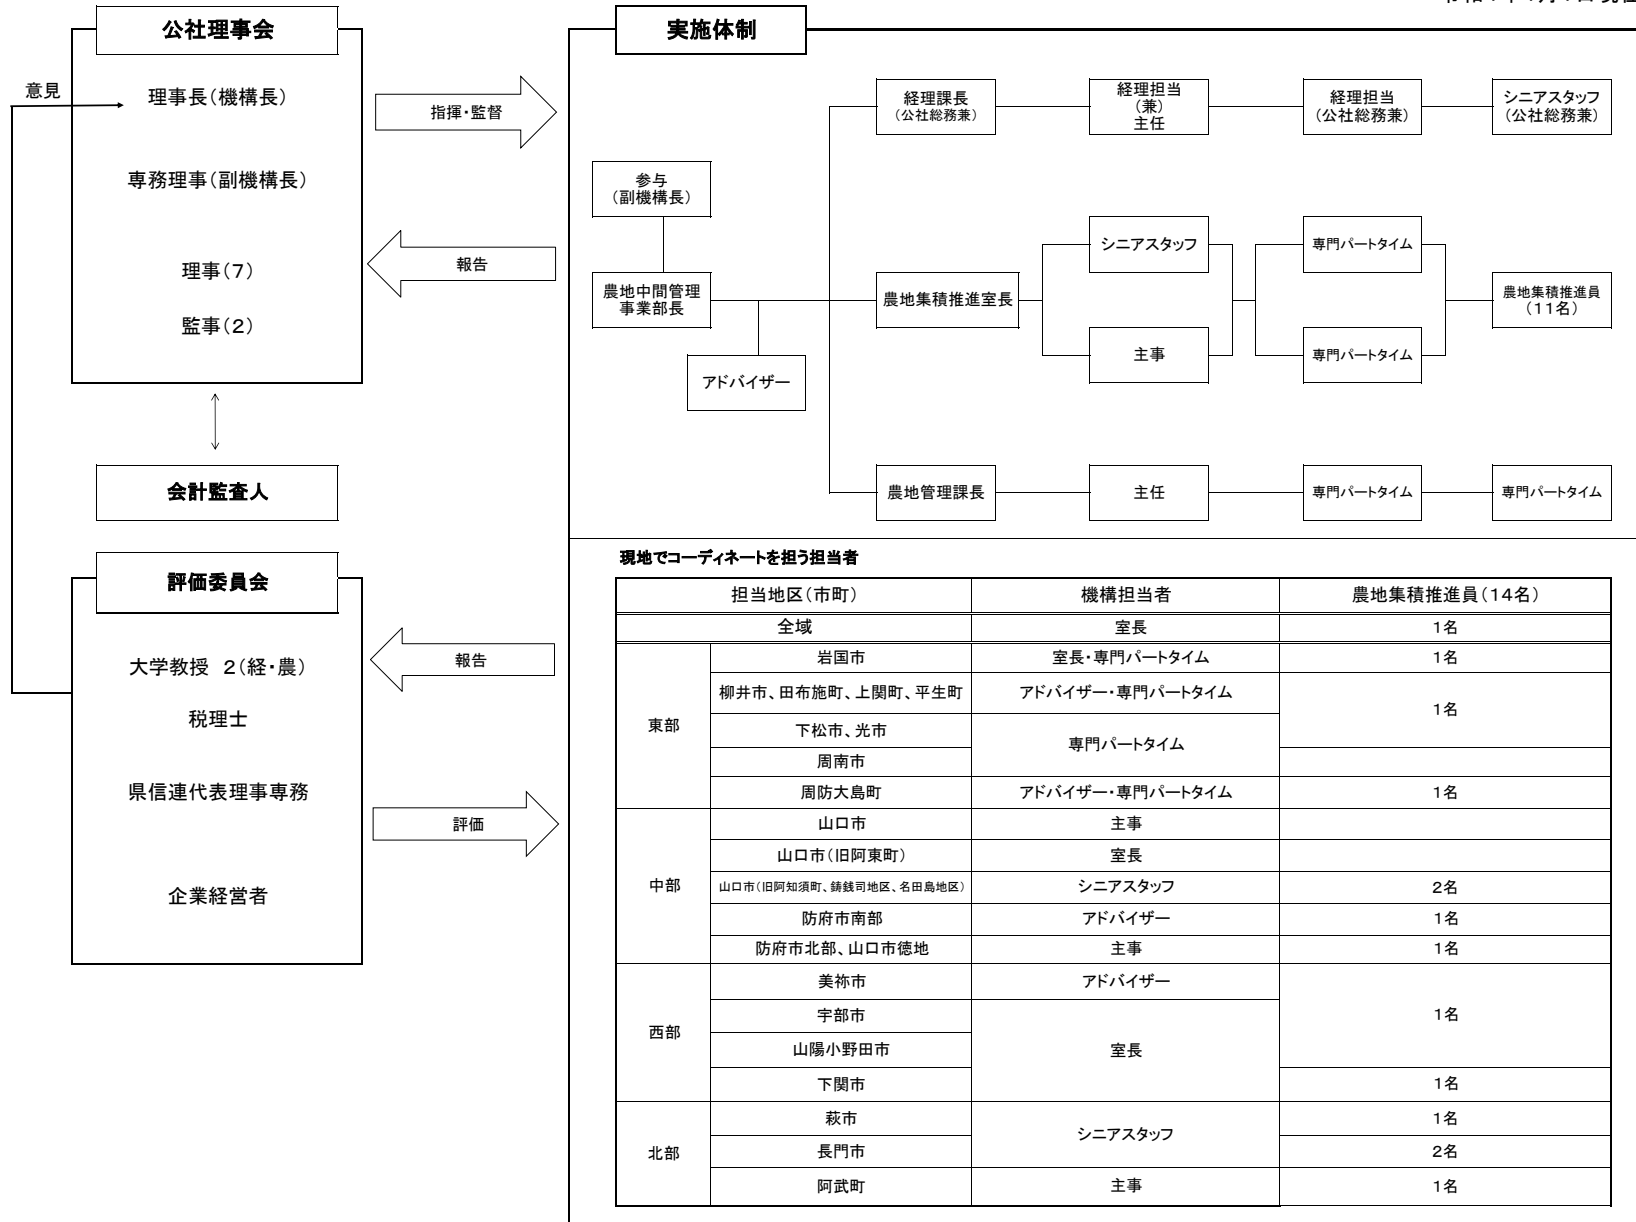 公社理事会
意見
理事長(機構長)
専務理事(副機構長)
理事(7)
監事(2)
会計監査人
評価委員会
大学教授 2(経・農)
税理士
県信連代表理事専務
企業経営者
指揮・監督
報告
報告
評価
実施体制
参与
(副機構長)
農地中間管理
事業部長
アドバイザー
経理課長
(公社総務兼)
経理担当
(兼)
主任
経理担当
(公社総務兼)
シニアスタッフ
(公社総務兼)
農地集積推進室長
シニアスタッフ
主事
専門パートタイム
専門パートタイム
農地集積推進員
(11名)
農地管理課長
主任
専門パートタイム
専門パートタイム
現地でコーディネートを担う担当者
担当地区(市町) 機構担当者 農地集積推進員(14名)
全域 室長 1名
東部
岩国市 室長・専門パートタイム 1名
柳井市、田布施町、上関町、平生町 アドバイザー・専門パートタイム 1名
下松市、光市 専門パートタイム
周南市
周防大島町 アドバイザー・専門パートタイム 1名
中部
山口市 主事
山口市(旧阿東町) 室長
山口市(旧阿知須町、鋳銭司地区、名田島地区) シニアスタッフ 2名
防府市南部 アドバイザー 1名
防府市北部、山口市徳地 主事 1名
西部
美祢市 アドバイザー 1名
宇部市 室長
山陽小野田市
下関市 1名
北部
萩市 シニアスタッフ 1名
長門市 2名
阿武町 主事 1名